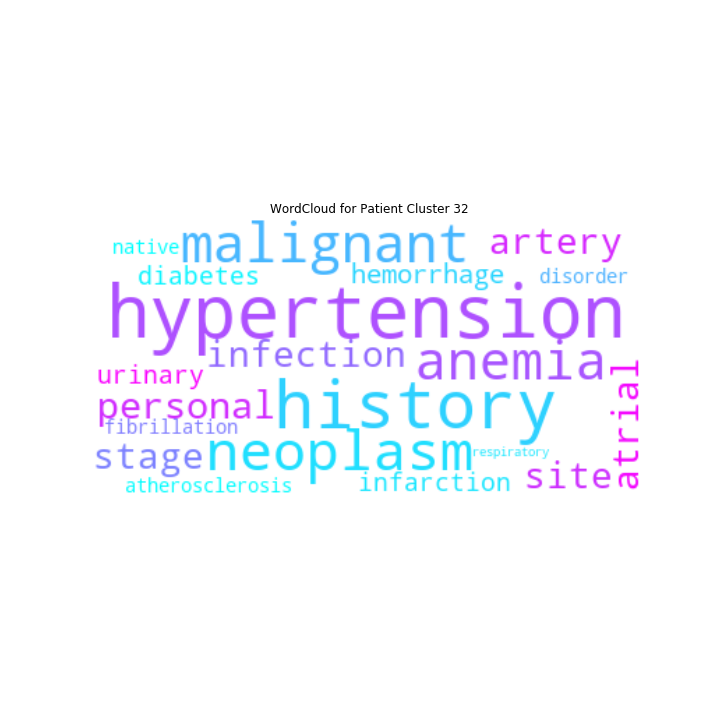 WordCloud for Patient Cluster 32
native
malignant
artery
diabetes
hemorrhage
disorder
hypertension
infection
anemia
urinary
personal
history
atrial
fibrillation
stage
neoplasm
respiratory
site
atherosclerosis
infarction